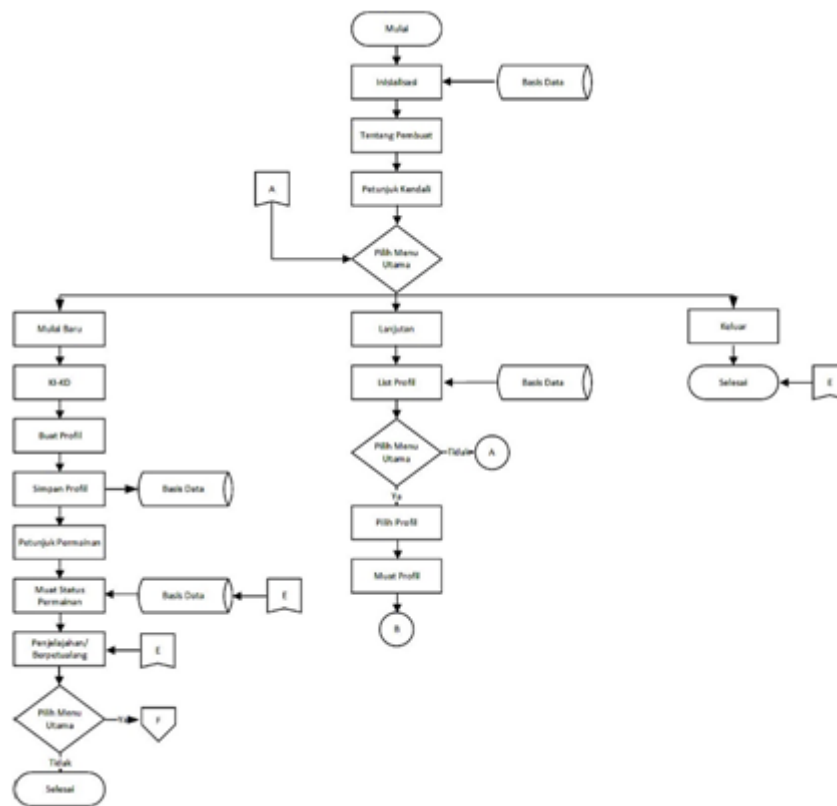 Mulai
Inisialisasi
Basis Data
Tentang Pembuat
A
Petunjuk Kendali
Pilih Menu
Utama
Mulai Baru
Lanjutan
Keluar
KI-KD
List Profil
Basis Data
Selesai
E
Buat Profil
Pilih Menu
Utama
Tidak
A
Simpan Profil
Basis Data
Ya
Pilih Profil
Petunjuk Permainan
Muat Profil
Muat Status
Permainan
Basis Data
E
B
Penjelajahan/
Berpetualang
E
Pilih Menu
Utama
Ya
F
Tidak
Selesai